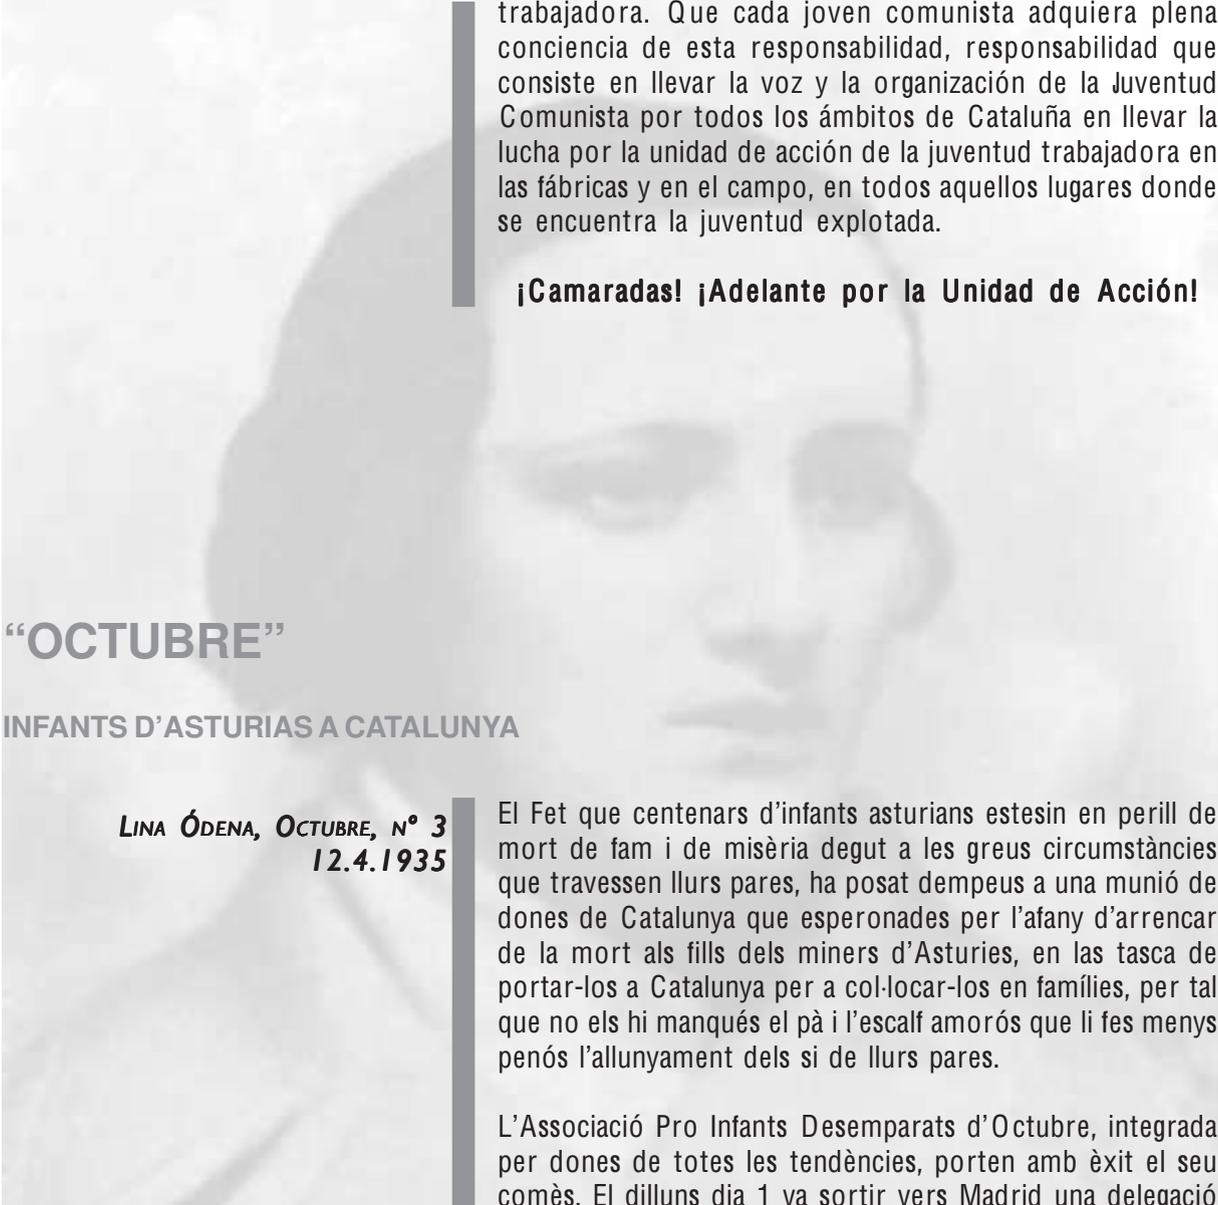 trabajadora. Que cada joven comunista adquiera plena
conciencia de esta responsabilidad, responsabilidad que
consiste en llevar la voz y la organización de la Juventud
Comunista por todos los ámbitos de Cataluña en llevar la
lucha por la unidad de acción de la juventud trabajadora en
las fábricas y en el campo, en todos aquellos lugares donde
se encuentra la juventud explotada.
¡Camaradas! ¡Adelante por la Unidad de Acción!
“OCTUBRE”
INFANTS D’ASTURIAS A CATALUNYA
LINA ÓDENA, OCTUBRE, Nº 3
12.4.1935
El Fet que centenars d’infants asturians estesin en perill de
mort de fam i de misèria degut a les greus circumstàncies
que travessen llurs pares, ha posat dempeus a una munió de
dones de Catalunya que esperonades per l’afany d’arrencar
de la mort als fills dels miners d’Asturies, en las tasca de
portar-los a Catalunya per a col·locar-los en famílies, per tal
que no els hi manqués el pà i l’escalf amorós que li fes menys
penós l’allunyament dels si de llurs pares.
L’Associació Pro Infants Desemparats d’Octubre, integrada
per dones de totes les tendències, porten amb èxit el seu
comès. El dilluns dia 1 va sortir vers Madrid una delegació